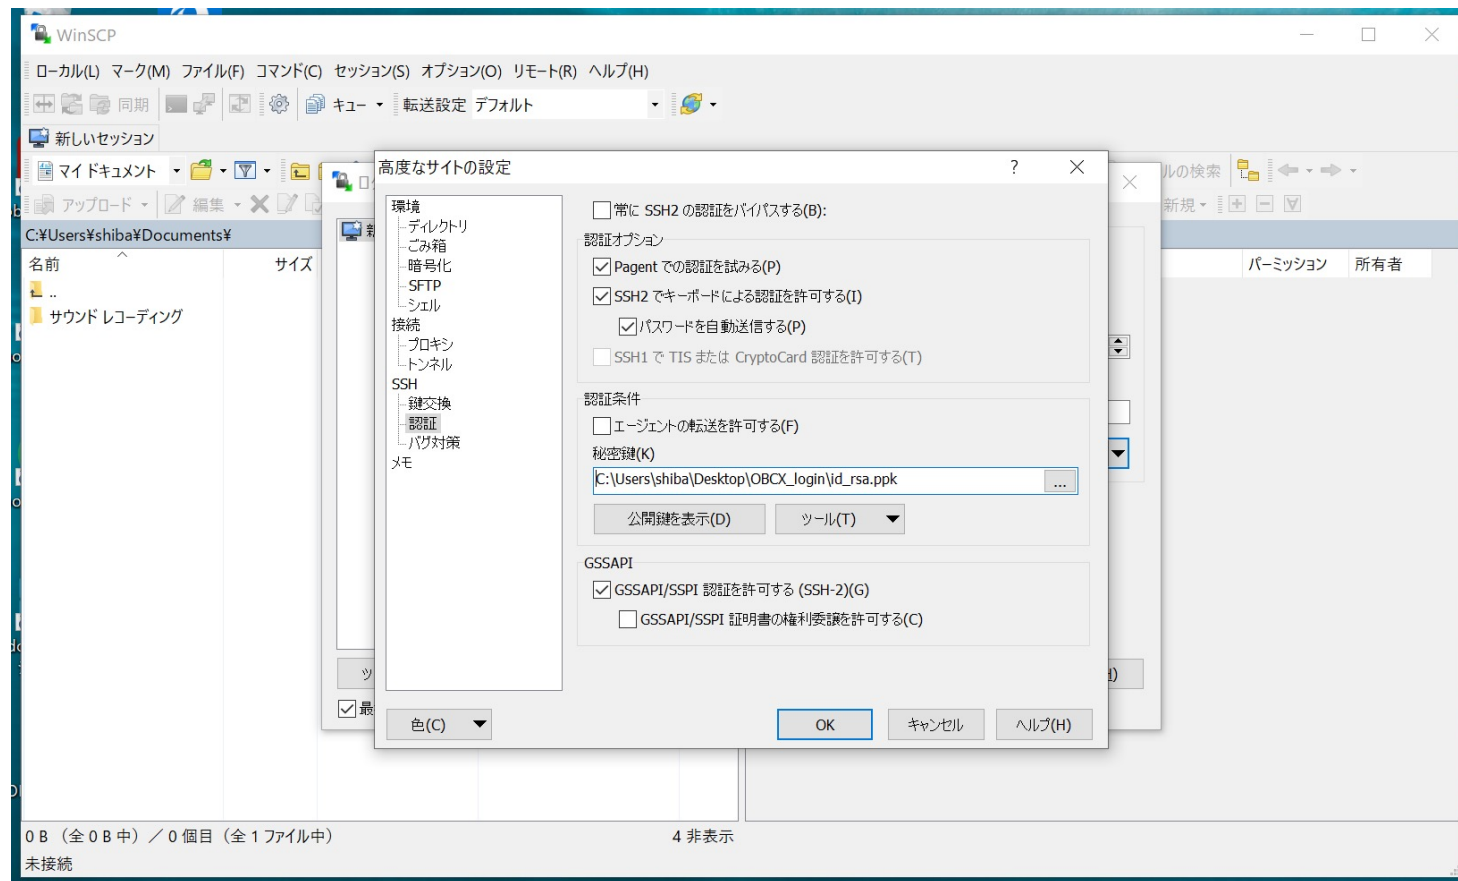 WinSCP
ローカル(L) マーク(M) ファイル(F) コマンド(C) セッション(S) オプション(O) リモート(R) ヘルプ(H)
同期 キュー 転送設定 デフォルト
新しいセッション
マイ ドキュメント
ルの検索
アップロード 編集
新規
C:¥Users¥shiba¥Documents¥
名前 サイズ
パーミッション 所有者
..
サウンド レコーディング
高度なサイトの設定 ? ×
環境
ディレクトリ
ごみ箱
暗号化
SFTP
シェル
接続
プロキシ
トンネル
SSH
鍵交換
認証
バグ対策
メモ
常に SSH2 の認証をバイパスする(B):
認証オプション
Pagent での認証を試みる(P)
SSH2 でキーボードによる認証を許可する(I)
パスワードを自動送信する(P)
SSH1 で TIS または CryptoCard 認証を許可する(T)
認証条件
エージェントの転送を許可する(F)
秘密鍵(K)
C:\Users\shiba\Desktop\OBCX_login\id_rsa.ppk ...
公開鍵を表示(D) ツール(T)
GSSAPI
GSSAPI/SSPI 認証を許可する (SSH-2)(G)
GSSAPI/SSPI 証明書の権利委譲を許可する(C)
色(C) OK キャンセル ヘルプ(H)
0 B （全 0 B 中）／ 0 個目（全 1 ファイル中） 4 非表示
未接続